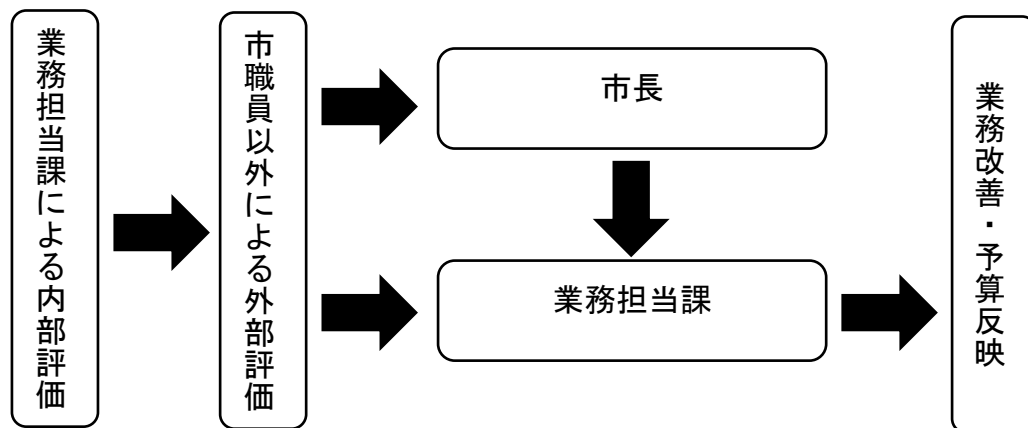 業務担当課による内部評価
市職員以外による外部評価
市長
業務担当課
業務改善・予算反映